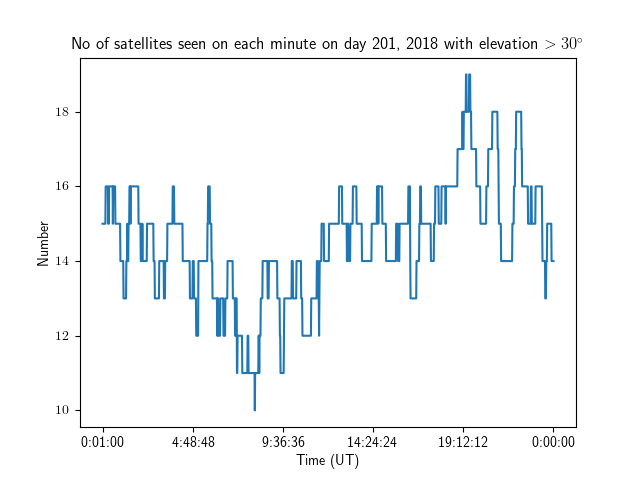 No of satellites seen on each minute on day 201, 2018 with elevation > 30°
18
16
14
12
10
Number
0:01:00 4:48:48 9:36:36 14:24:24 19:12:12 0:00:00
Time (UT)